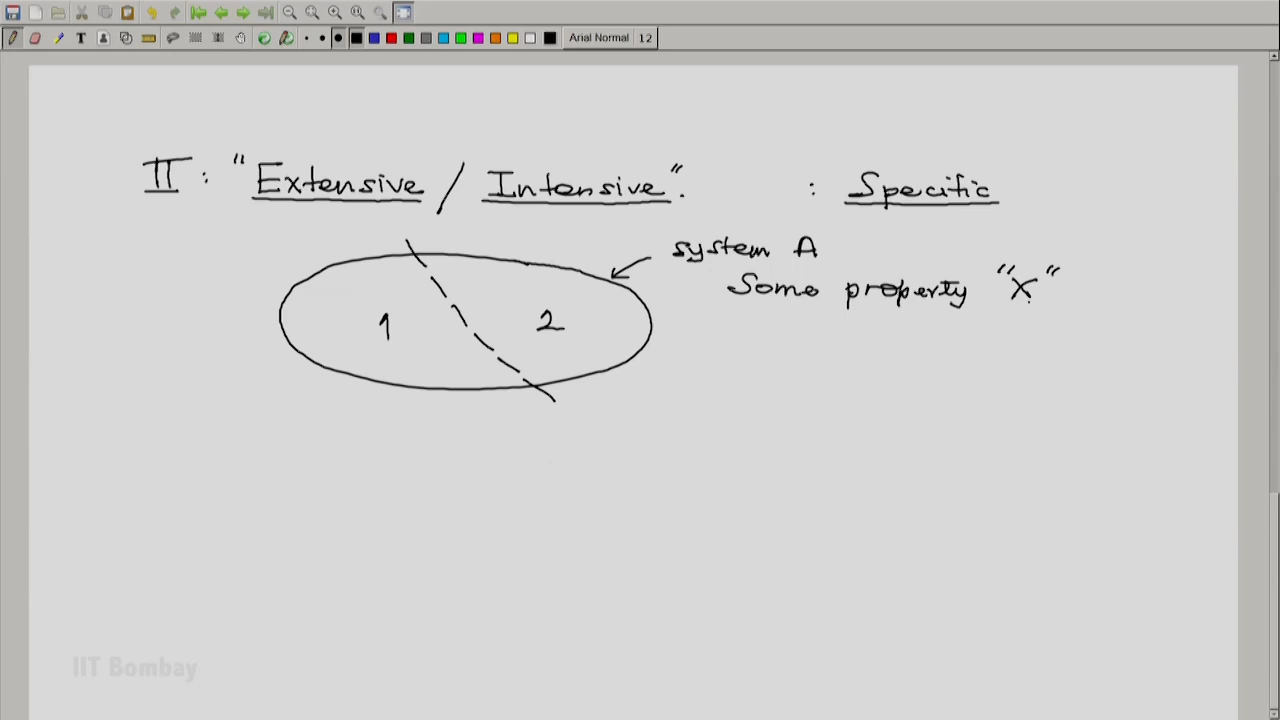 Arial Normal 12
II : "Extensive / Intensive". : Specific
system A
Some property "X"
1 2
IIT Bombay